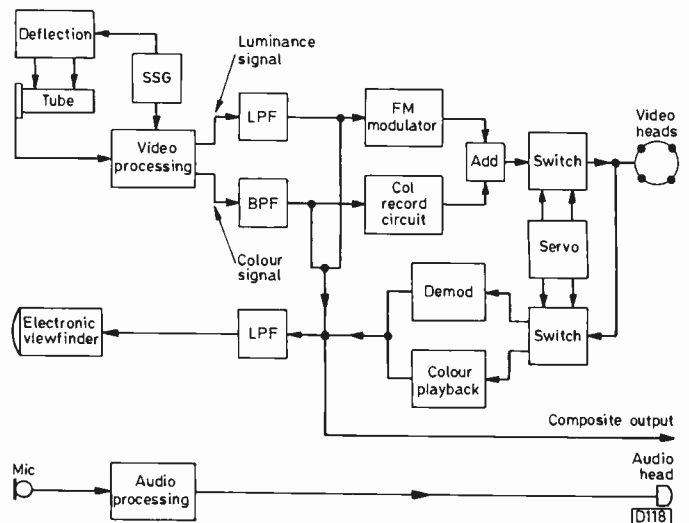 Deflection
Luminance
signal
SSG
Tube
LPF
FM
modulator
Video
heads
Video
processing
Add
Switch
BPF
Col
record
circuit
Colour
signal
Servo
Demod
Electronic
viewfinder
LPF
Switch
Colour
playback
Composite output
Mic
Audio
processing
Audio
head
D118